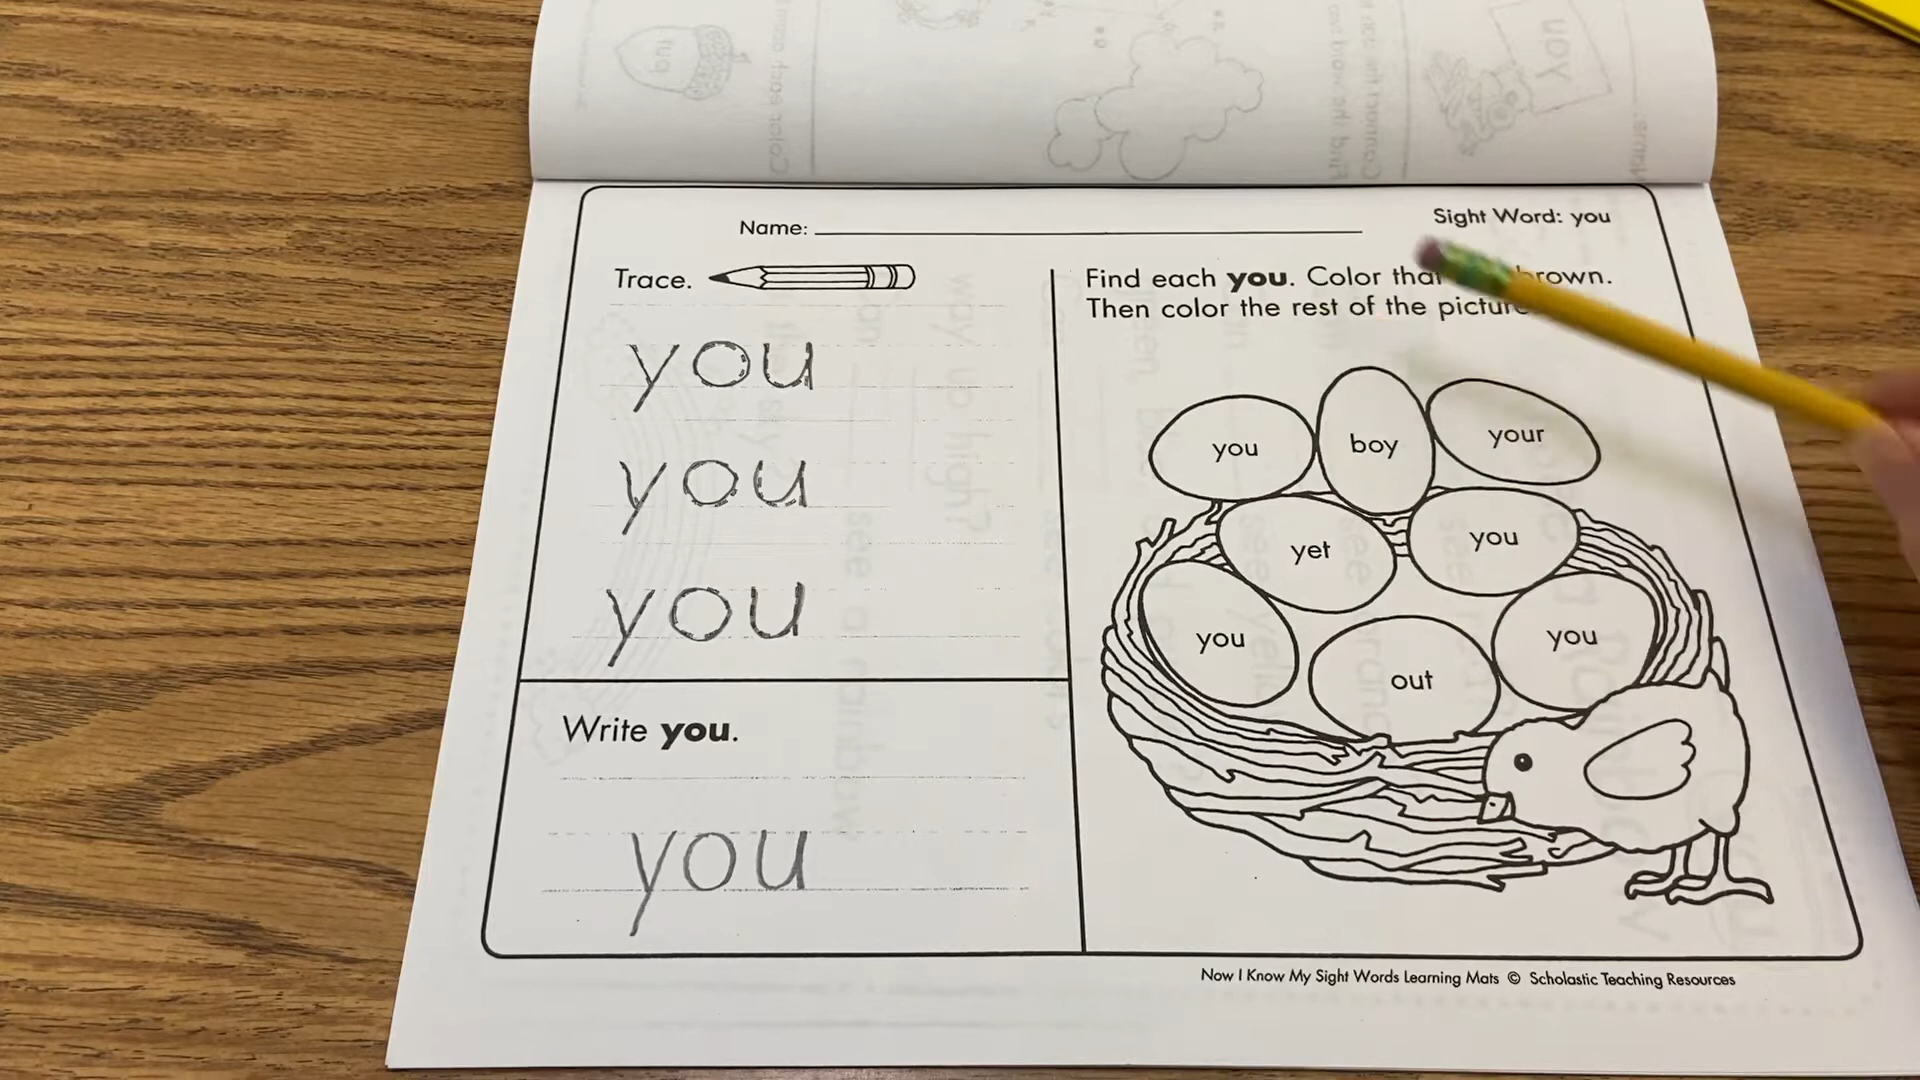 Name:
Sight Word: you
Trace.
you
you
you
Write you.
you
Find each you. Color that brown.
Then color the rest of the picture
you
boy
your
yet
you
you
out
you
Now I Know My Sight Words Learning Mats © Scholastic Teaching Resources